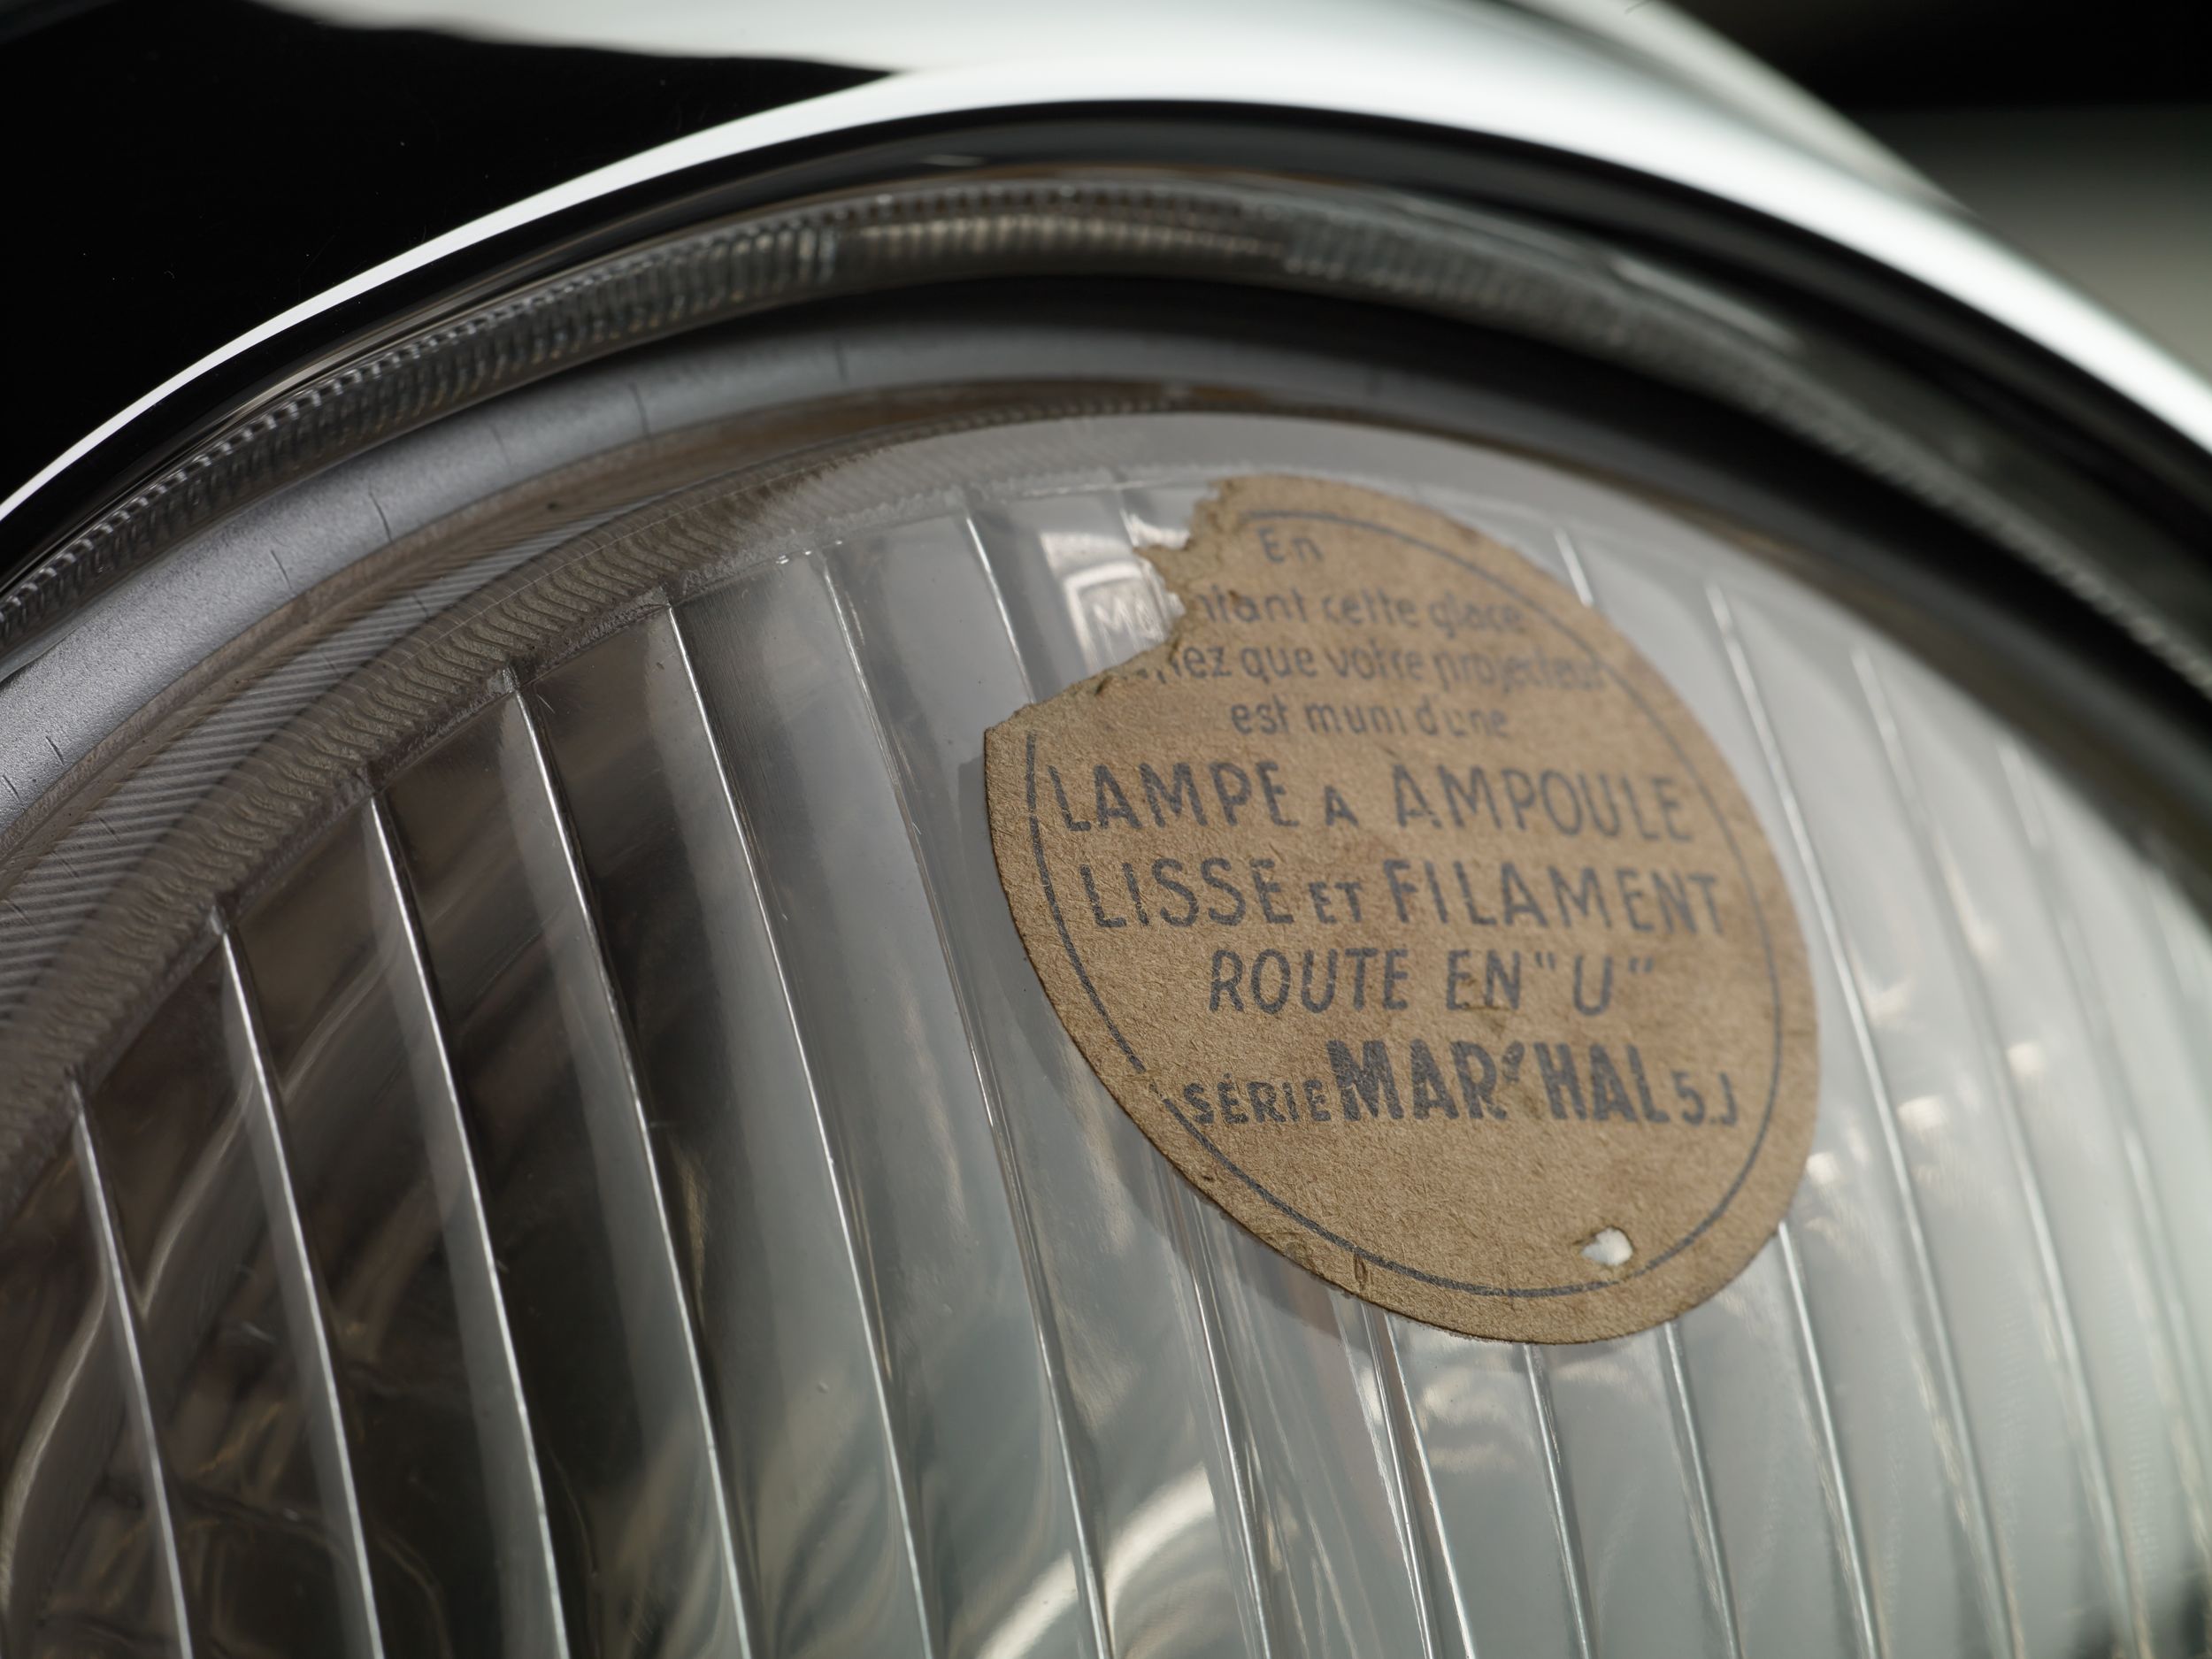 En
ntant cette glace
ez que votre projecteur
est muni d'une
LAMPE A AMPOULE
LISSE ET FILAMENT
ROUTE EN "U"
SÉRIE MARCHAL 5.J